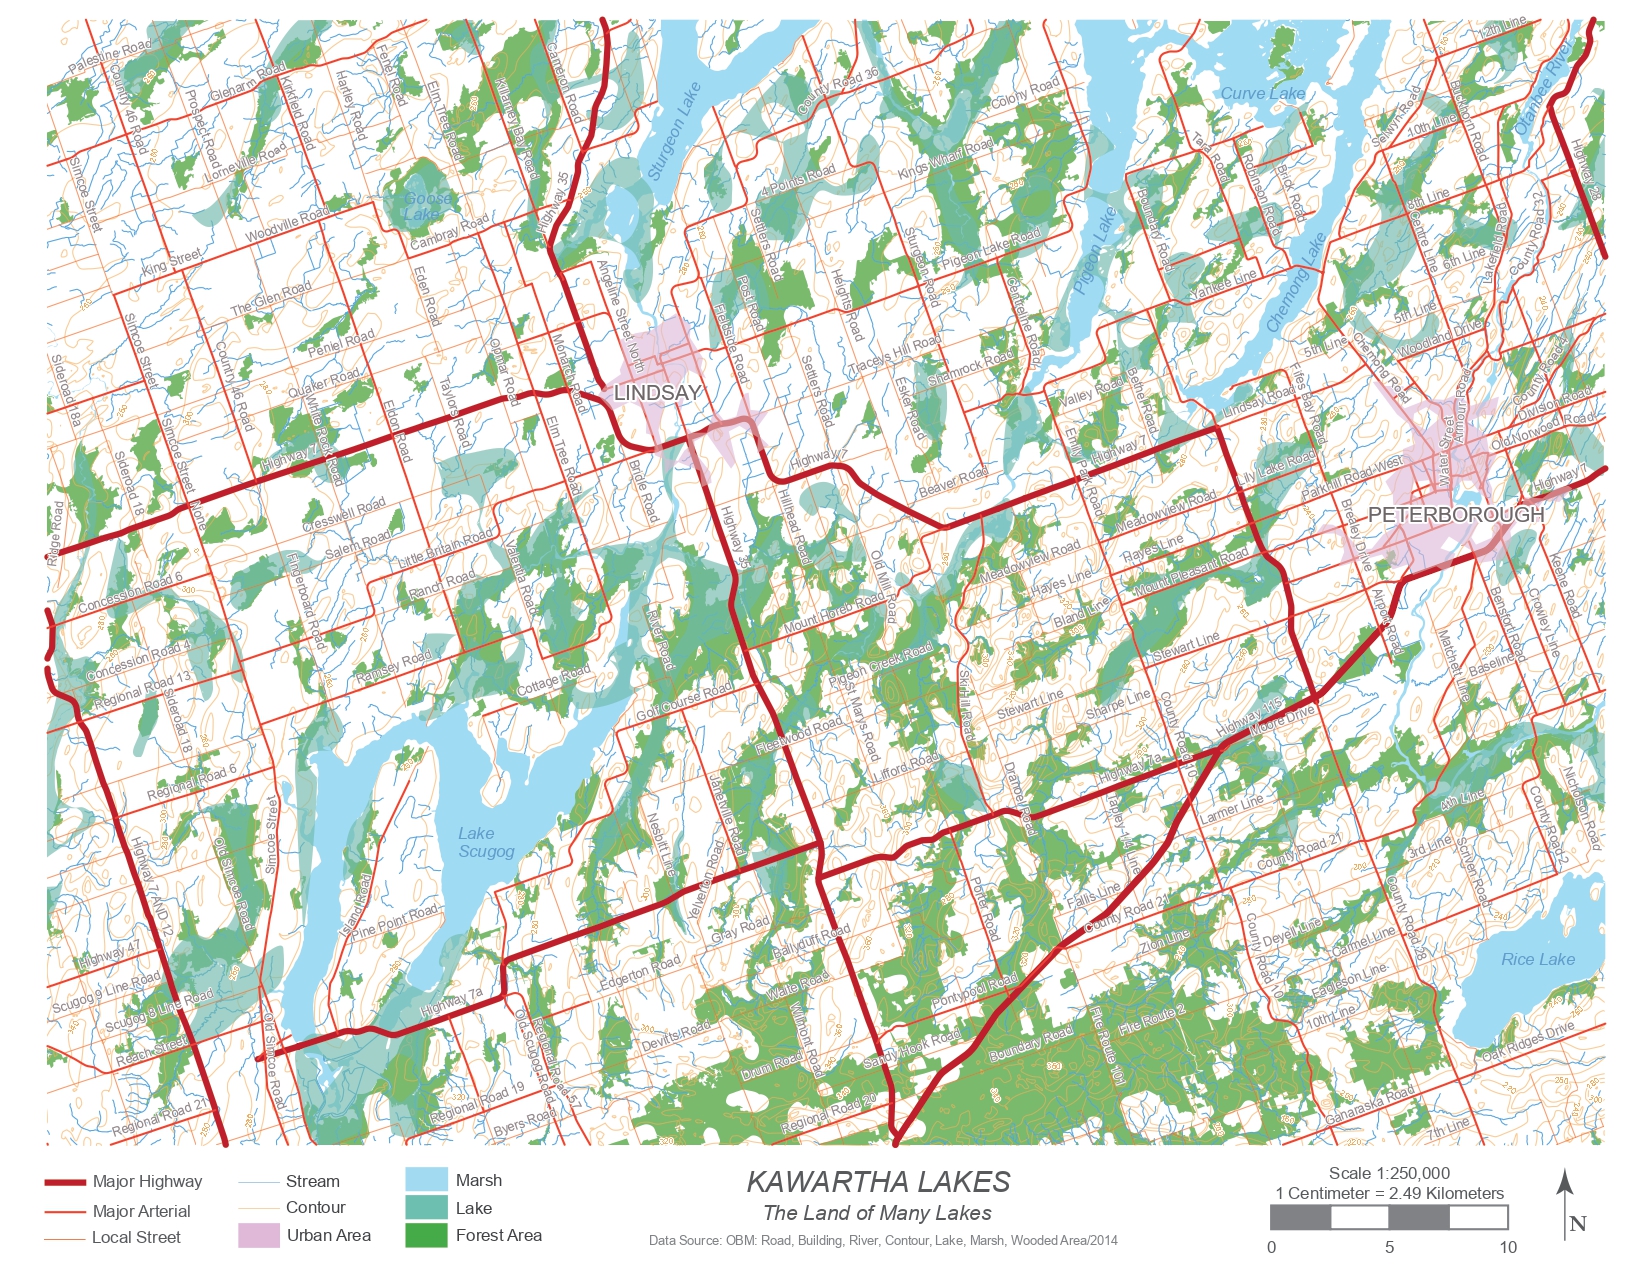 Palestine Road
County 46 Road
Glenarm Road
Prospect Road
Kirkfield Road
Hartley Road
Fanel Road
Elm Tree Road
Killarney Bay Road
Cameron Road
Sturgeon Lake
County Road 36
Colony Road
Curve Lake
Selwyn Road
12th Line
Buckhorn Road
10th Line
Otanbee River
Highway 28
Simcoe Street
Lorneville Road
Goose
Lake
Highway 35
4 Points Road
Kings Wharf Road
Tara Road
Robinson Road
Brick Road
Boundary Road
8th Line
Centre Line
Lakefield Road
County Road 32
6th Line
Woodville Road
Cambray Road
King Street
Settlers Road
Sturgeon Road
Pigeon Lake Road
Pigeon Lake
Chemong Lake
Yankee Line
The Glen Road
Eden Road
Angeline Street North
Post Road
Fieldside Road
Heights Road
Centreline Road
5th Line
Woodland Drive
Simcoe Street
Peniel Road
County 46 Road
Quaker Road
White Rock Road
Opmar Road
Monarch Road
Taylors Road
Eldon Road
Sideroad 18a
LINDSAY
Traceys Hill Road
Shamrock Road
Settlers Road
Esker Road
Valley Road
Bethel Road
Lindsay Road
5th Line
Fifes Bay Road
Chemong Road
Armour Road
Water Street
County Road 4
Division Road
Old Norwood Road
Highway 7
Highway 7
Sideroad 18
Simcoe Street
None
Elm Tree Road
Bridle Road
Highway 7
Beaver Road
Emily Park Road
Highway 7
Lily Lake Road
Parkhill Road West
PETERBOROUGH
Ridge Road
Cresswell Road
Salem Road
Little Britain Road
Ranch Road
Valentia Road
Fingerboard Road
Highway 35
Hillhead Road
Old Mill Road
Meadowview Road
Meadowview Road
Hayes Line
Hayes Line
Mount Pleasant Road
Bland Line
Brealey Drive
Airport Road
Keene Road
Crowley Line
Bensfort Road
Matchett Line
Baseline
Concession Road 6
Concession Road 4
Regional Road 13
Sideroad 18
Ramsey Road
Cottage Road
River Road
Mount Horeb Road
Pigeon Creek Road
Golf Course Road
St Marys Road
Fleetwood Road
Ski Hill Road
Stewart Line
Stewart Line
Sharpe Line
County Road 10
Highway 115
Moore Drive
Regional Road 6
Simcoe Street
Old Simcoe Road
Lake
Scugog
Nesbitt Line
Janetville Road
Lifford Road
Dranoel Road
Highway 7a
Tapley 1/4 Line
Larmer Line
County Road 21
4th Line
3rd Line
Scriven Road
County Road 2
Nicholson Road
Highway 7 AND 12
Island Road
Pine Point Road
Yelverton Road
Gray Road
Ballyduff Road
Porter Road
Falls Line
County Road 21
Zion Line
County Road 10
Deyell Line
Carmel Line
County Road 28
Eagleson Line
Rice Lake
Highway 47
Scugog 9 Line Road
Scugog 8 Line Road
Reach Street
Old Simcoe Road
Highway 7a
Edgerton Road
Waite Road
Wilmont Road
Pontypool Road
Sandy Hook Road
Boundary Road
Fire Route 2
Fire Route 101
10th Line
Oak Ridges Drive
Old Scugog Road
Regional Road 57
Devitts Road
Drum Road
Regional Road 21
Regional Road 19
Byers Road
Regional Road 20
Ganaraska Road
7th Line
Major Highway
Major Arterial
Local Street
Stream
Contour
Urban Area
Marsh
Lake
Forest Area
KAWARTHA LAKES
The Land of Many Lakes
Data Source: OBM: Road, Building, River, Contour, Lake, Marsh, Wooded Area/2014
Scale 1:250,000
1 Centimeter = 2.49 Kilometers
0 5 10
N